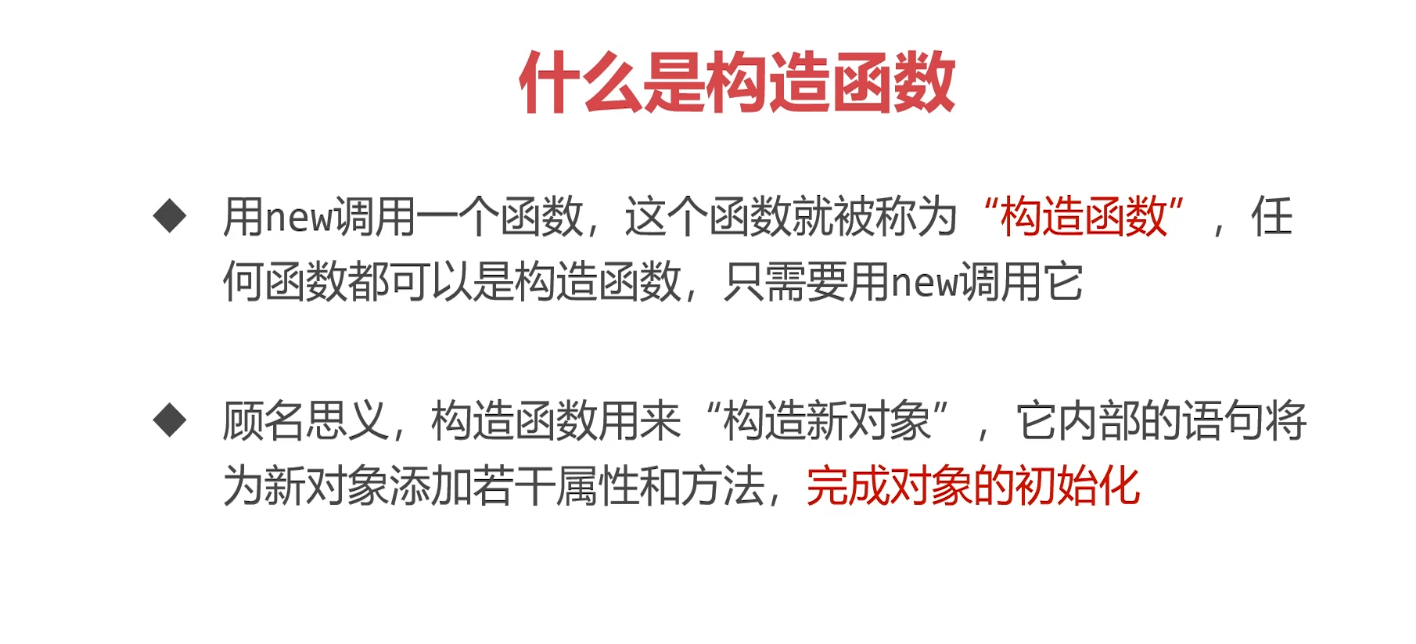 什么是构造函数
用new调用一个函数，这个函数就被称为“构造函数”，任
何函数都可以是构造函数，只需要用new调用它
顾名思义，构造函数用来“构造新对象”，它内部的语句将
为新对象添加若干属性和方法，完成对象的初始化